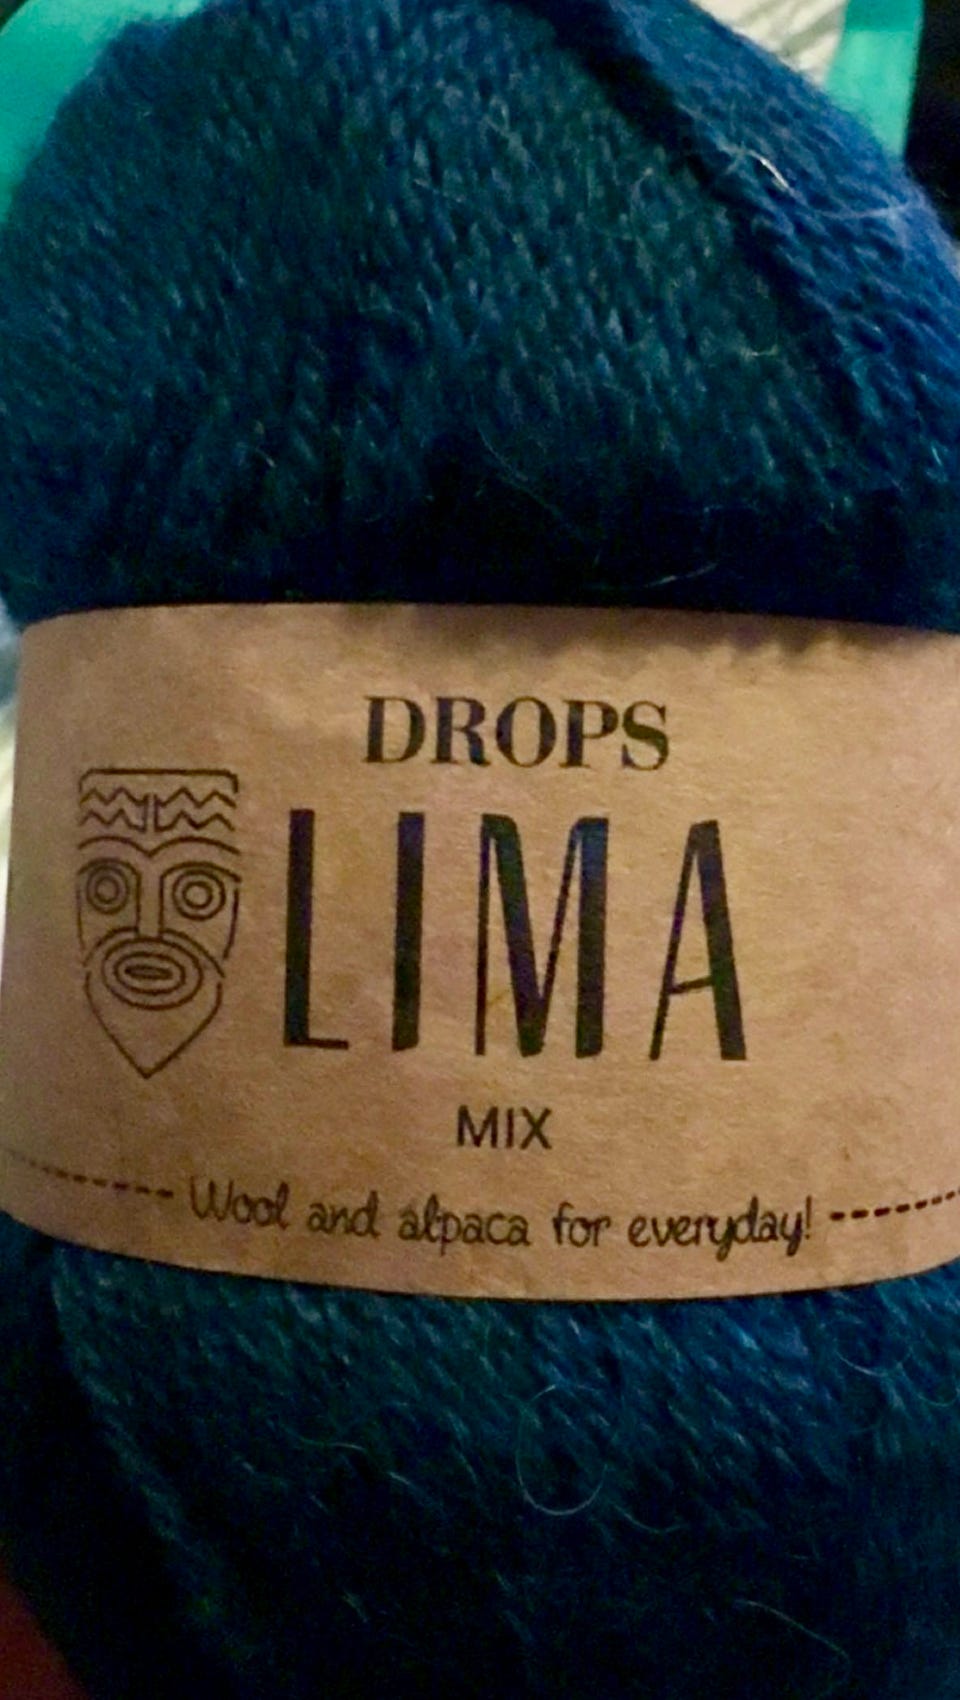 DROPS
LIMA
MIX
Wool and alpaca for everyday!